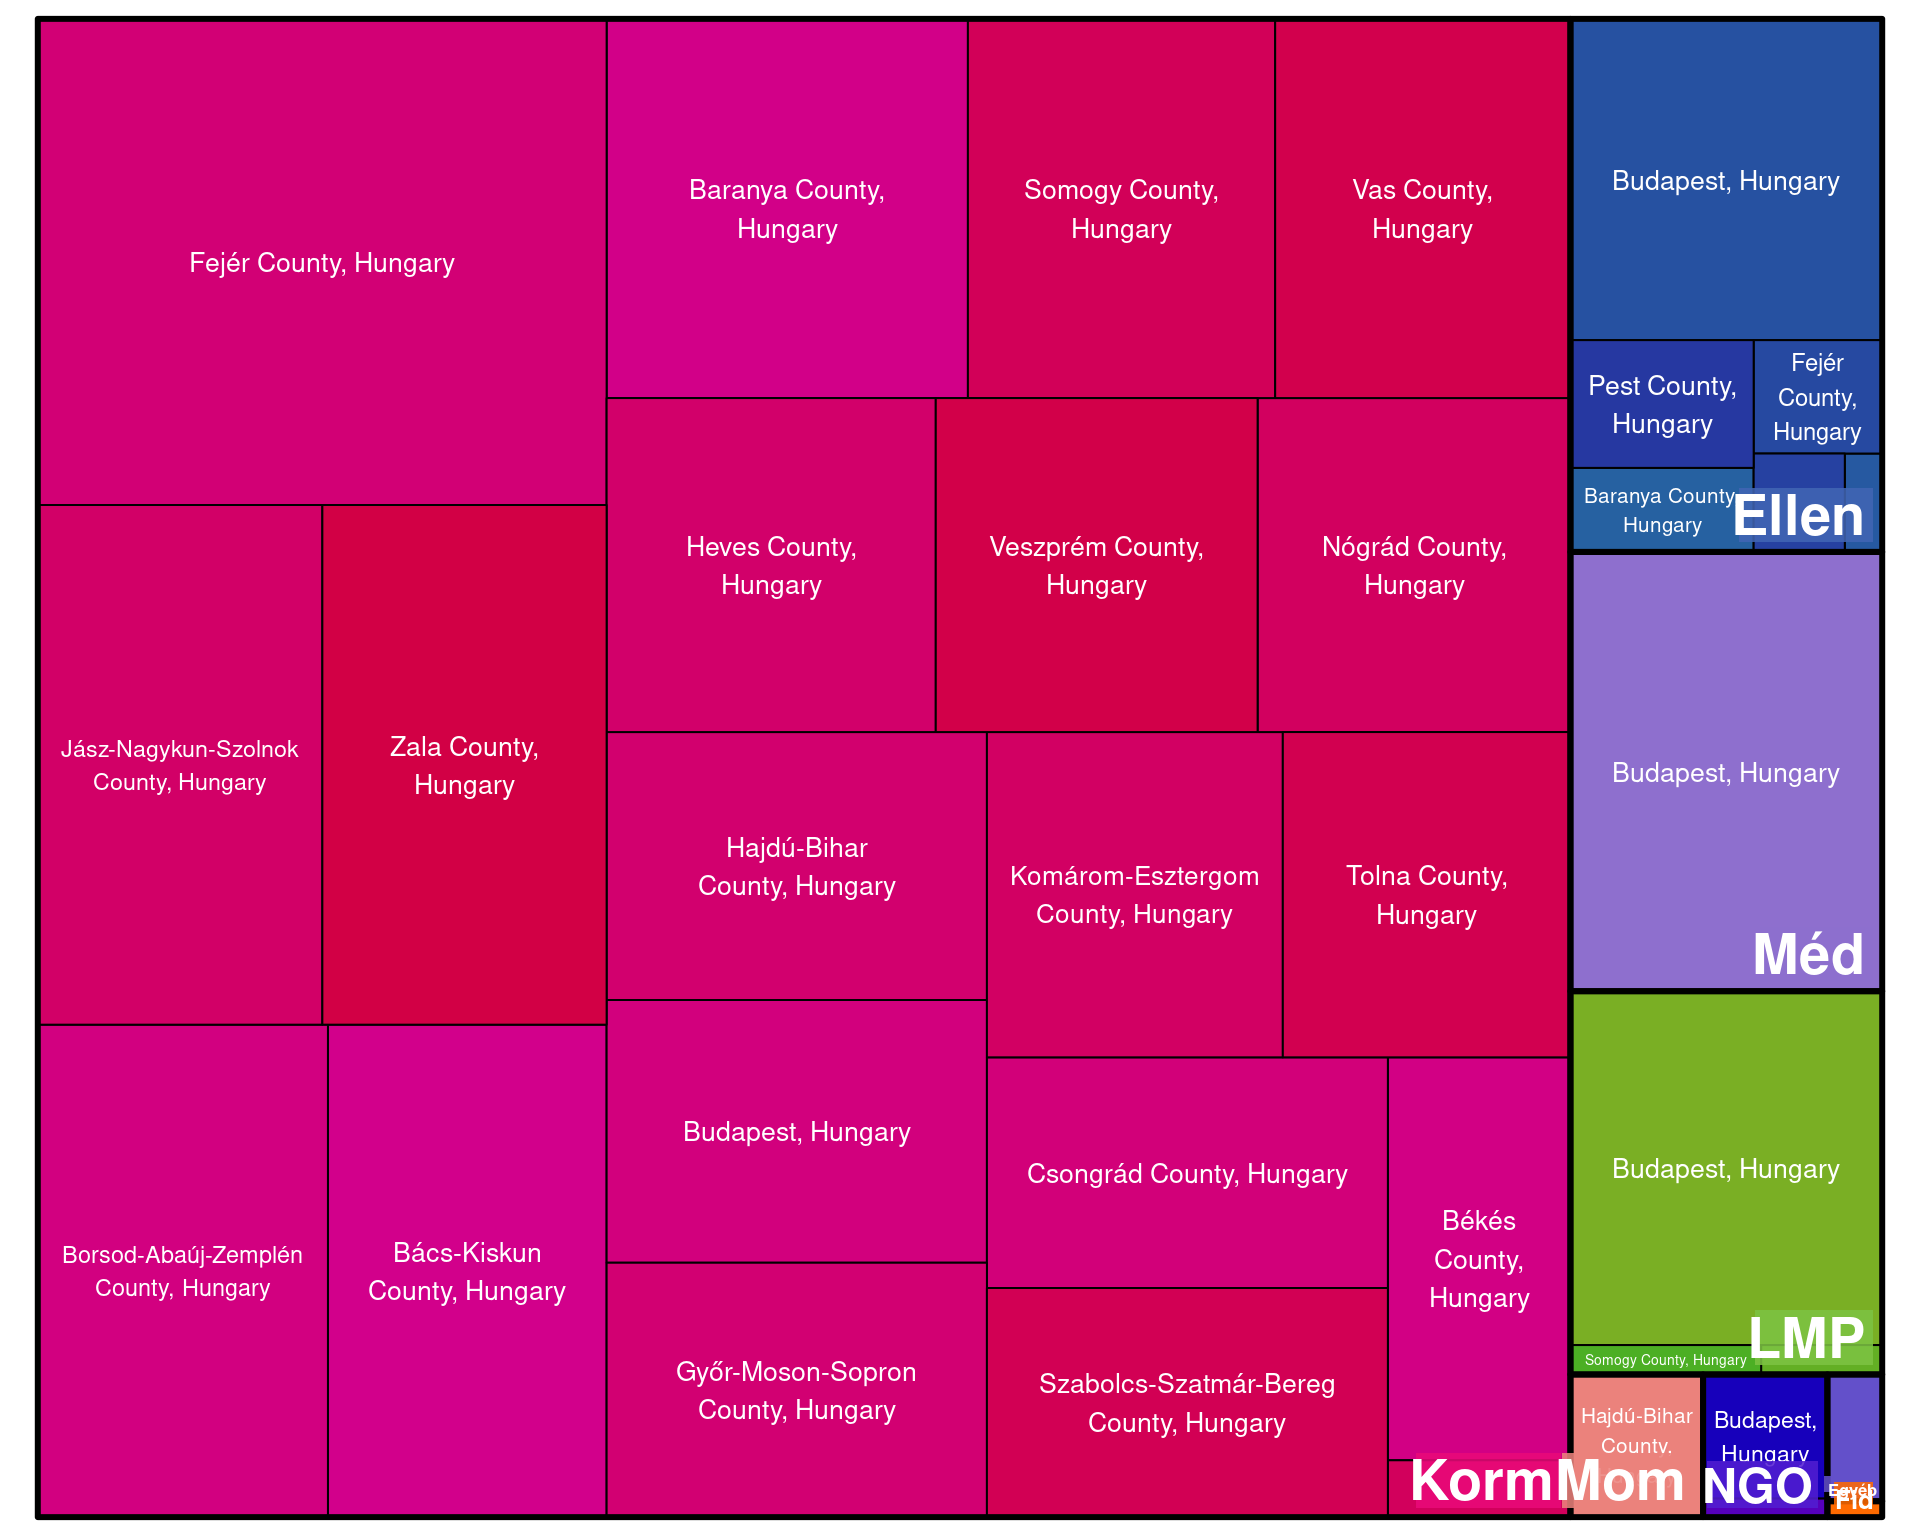 Fejér County, Hungary
Baranya County,
Hungary
Somogy County,
Hungary
Vas County,
Hungary
Budapest, Hungary
Pest County,
Hungary
Fejér
County,
Hungary
Baranya County
Hungary
Ellen
Jász-Nagykun-Szolnok
County, Hungary
Zala County,
Hungary
Heves County,
Hungary
Veszprém County,
Hungary
Nógrád County,
Hungary
Budapest, Hungary
Méd
Hajdú-Bihar
County, Hungary
Komárom-Esztergom
County, Hungary
Tolna County,
Hungary
Borsod-Abaúj-Zemplén
County, Hungary
Bács-Kiskun
County, Hungary
Budapest, Hungary
Csongrád County, Hungary
Békés
County,
Hungary
Budapest, Hungary
LMP
Somogy County, Hungary
Győr-Moson-Sopron
County, Hungary
Szabolcs-Szatmár-Bereg
County, Hungary
Korm
Hajdú-Bihar
County.
Mom
Budapest,
Hungary
NGO
Egyéb
Fid